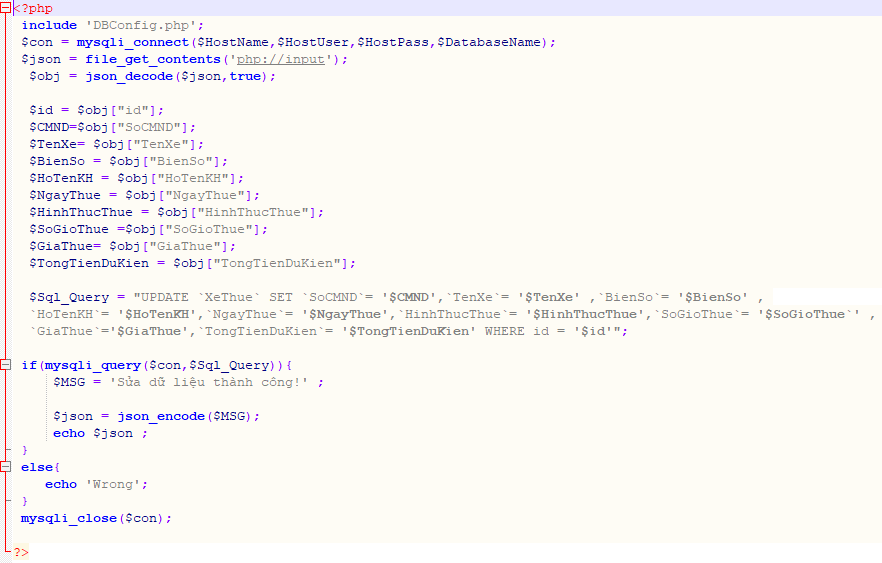 <?php
include 'DBConfig.php';
$con = mysqli_connect($HostName,$HostUser,$HostPass,$DatabaseName);
$json = file_get_contents('php://input');
$obj = json_decode($json,true);
$id = $obj["id"];
$CMND=$obj["SoCMND"];
$TenXe= $obj["TenXe"];
$BienSo = $obj["BienSo"];
$HoTenKH = $obj["HoTenKH"];
$NgayThue = $obj["NgayThue"];
$HinhThucThue = $obj["HinhThucThue"];
$SoGioThue =$obj["SoGioThue"];
$GiaThue= $obj["GiaThue"];
$TongTienDuKien = $obj["TongTienDuKien"];
$Sql_Query = "UPDATE `XeThue` SET `SoCMND`= '$CMND',`TenXe`= '$TenXe' ,`BienSo`= '$BienSo' ,
`HoTenKH`= '$HoTenKH',`NgayThue`= '$NgayThue',`HinhThucThue`= '$HinhThucThue',`SoGioThue`= '$SoGioThue`' ,
`GiaThue`='$GiaThue',`TongTienDuKien`= '$TongTienDuKien' WHERE id = '$id'";
if(mysqli_query($con,$Sql_Query)){
$MSG = 'Sửa dữ liệu thành công!' ;
$json = json_encode($MSG);
echo $json ;
}
else{
echo 'Wrong';
}
mysqli_close($con);
?>